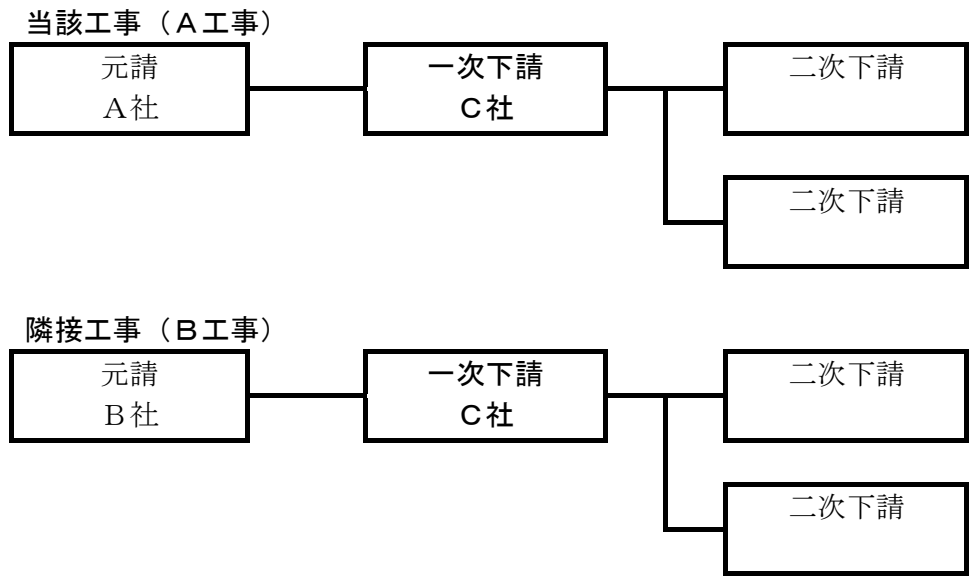 当該工事（Ａ工事）
元請
Ａ社
一次下請
Ｃ社
二次下請
二次下請
隣接工事（Ｂ工事）
元請
Ｂ社
一次下請
Ｃ社
二次下請
二次下請